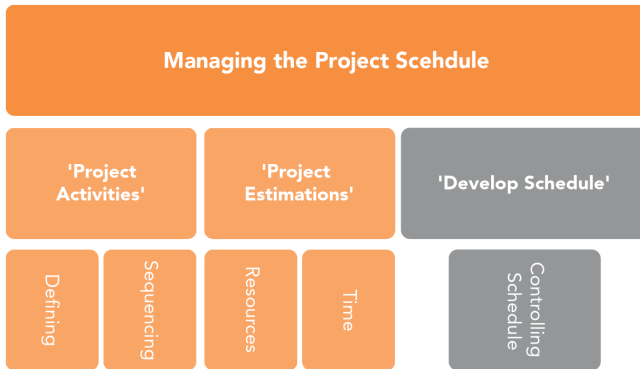 Managing the Project Scehdule
'Project
Activities'
'Project
Estimations'
'Develop Schedule'
Defining
Sequencing
Resources
Time
Controlling
Schedule